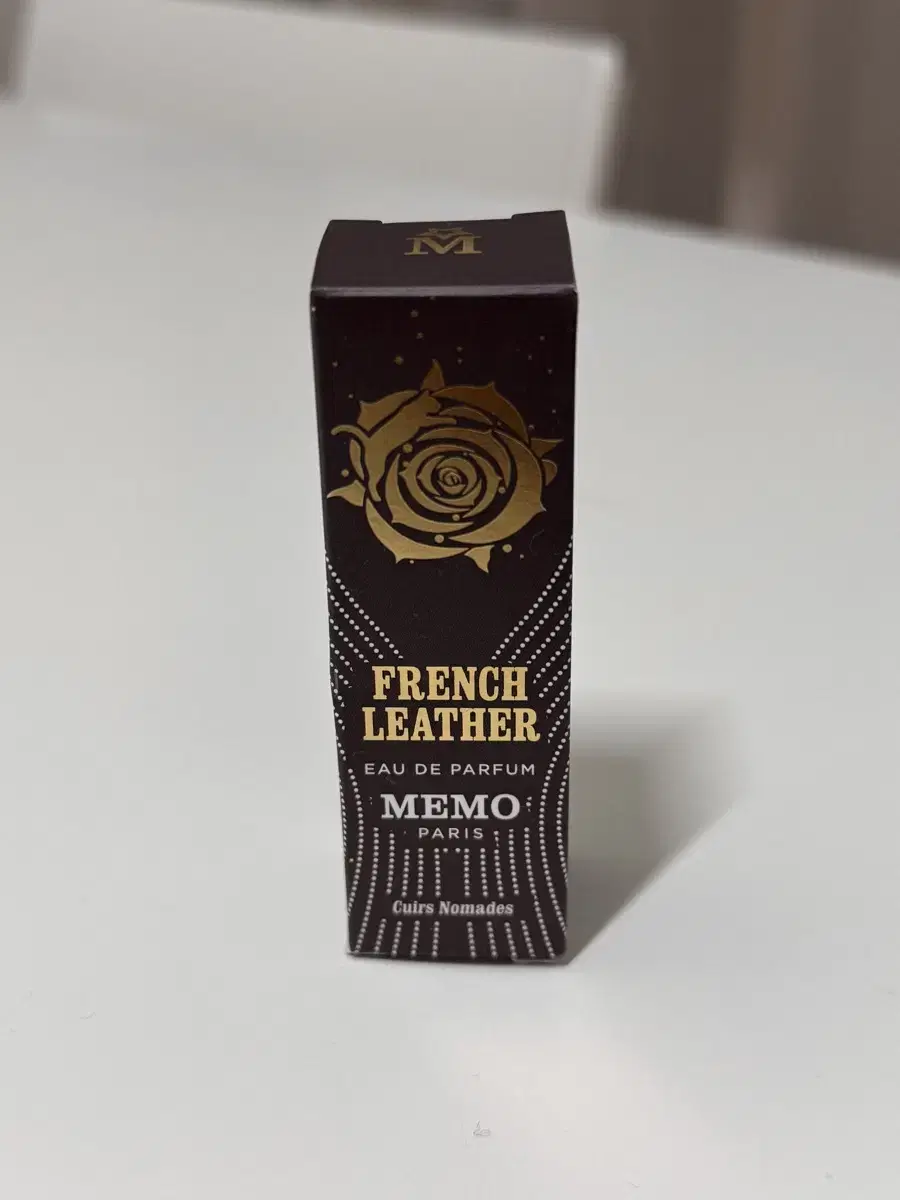 M
FRENCH
LEATHER
EAU DE PARFUM
MEMO
PARIS
Cuirs Nomades